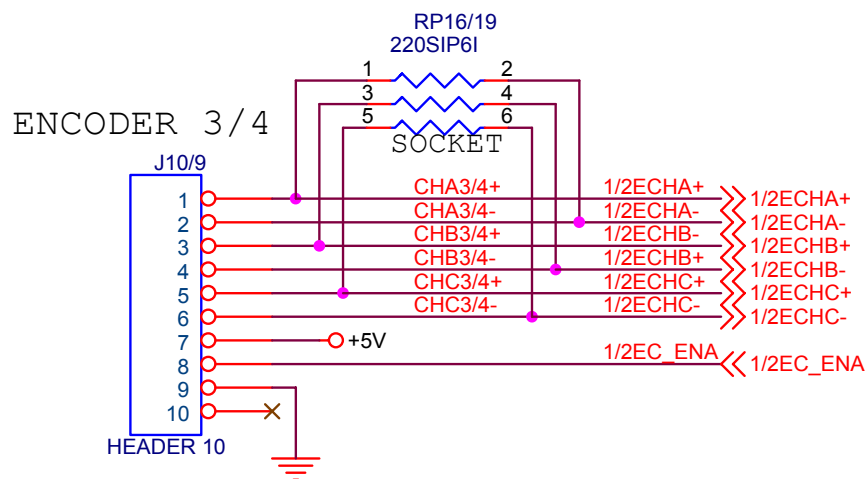 RP16/19
220SIP6I
1 2
3 4
5 6
SOCKET
ENCODER 3/4
J10/9
1 CHA3/4+ 1/2ECHA+ 1/2ECHA+
2 CHA3/4- 1/2ECHA- 1/2ECHA-
3 CHB3/4+ 1/2ECHB- 1/2ECHB+
4 CHB3/4- 1/2ECHB+ 1/2ECHB-
5 CHC3/4+ 1/2ECHC+ 1/2ECHC+
6 CHC3/4- 1/2ECHC- 1/2ECHC-
7 +5V
8 1/2EC_ENA 1/2EC_ENA
9
10
HEADER 10